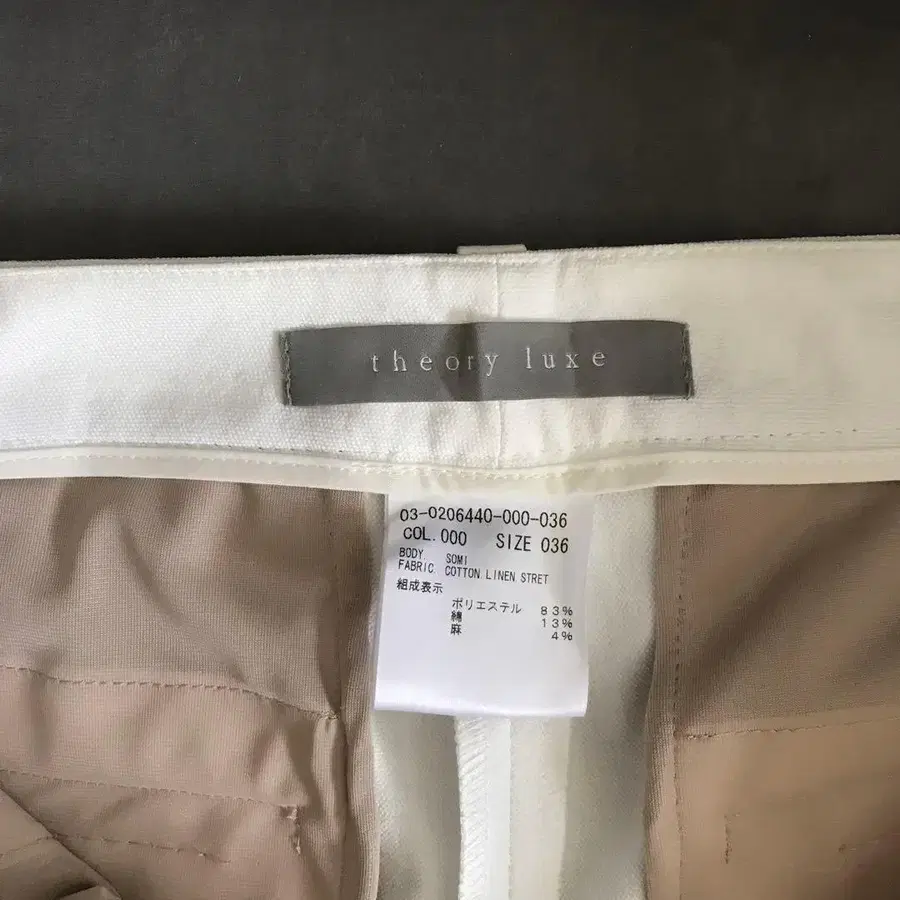 theory luxe
03-0206440-000-036
COL.000 SIZE 036
BODY. SOMI
FABRIC. COTTON.LINEN STRET
組成表示
ポリエステル 83%
綿 13%
麻 4%